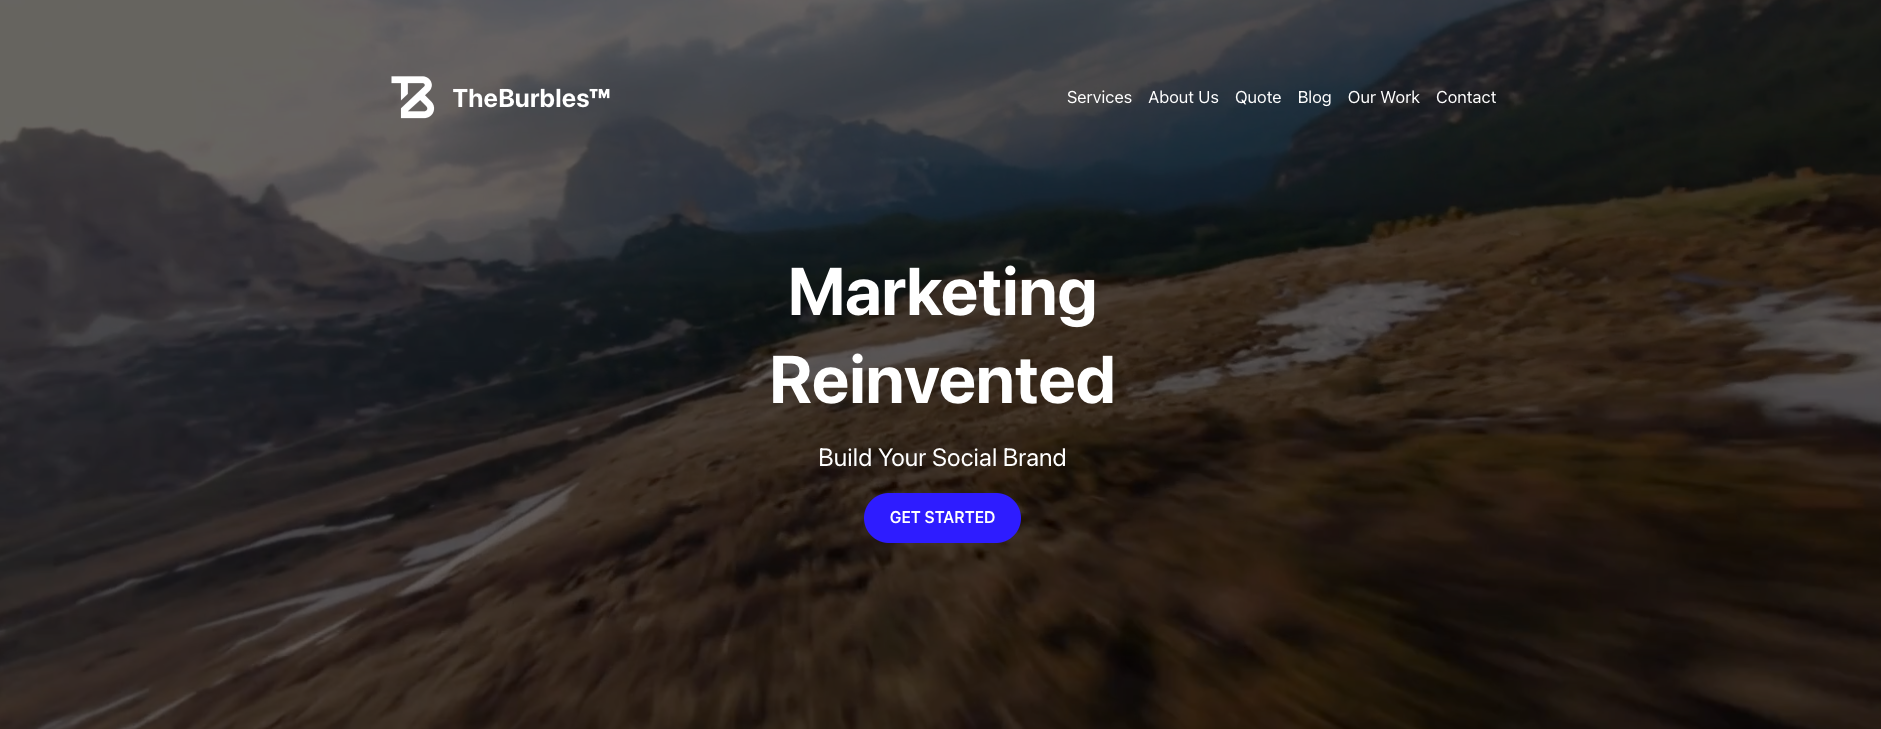 TheBurbles™
Services About Us Quote Blog Our Work Contact
Marketing
Reinvented
Build Your Social Brand
GET STARTED